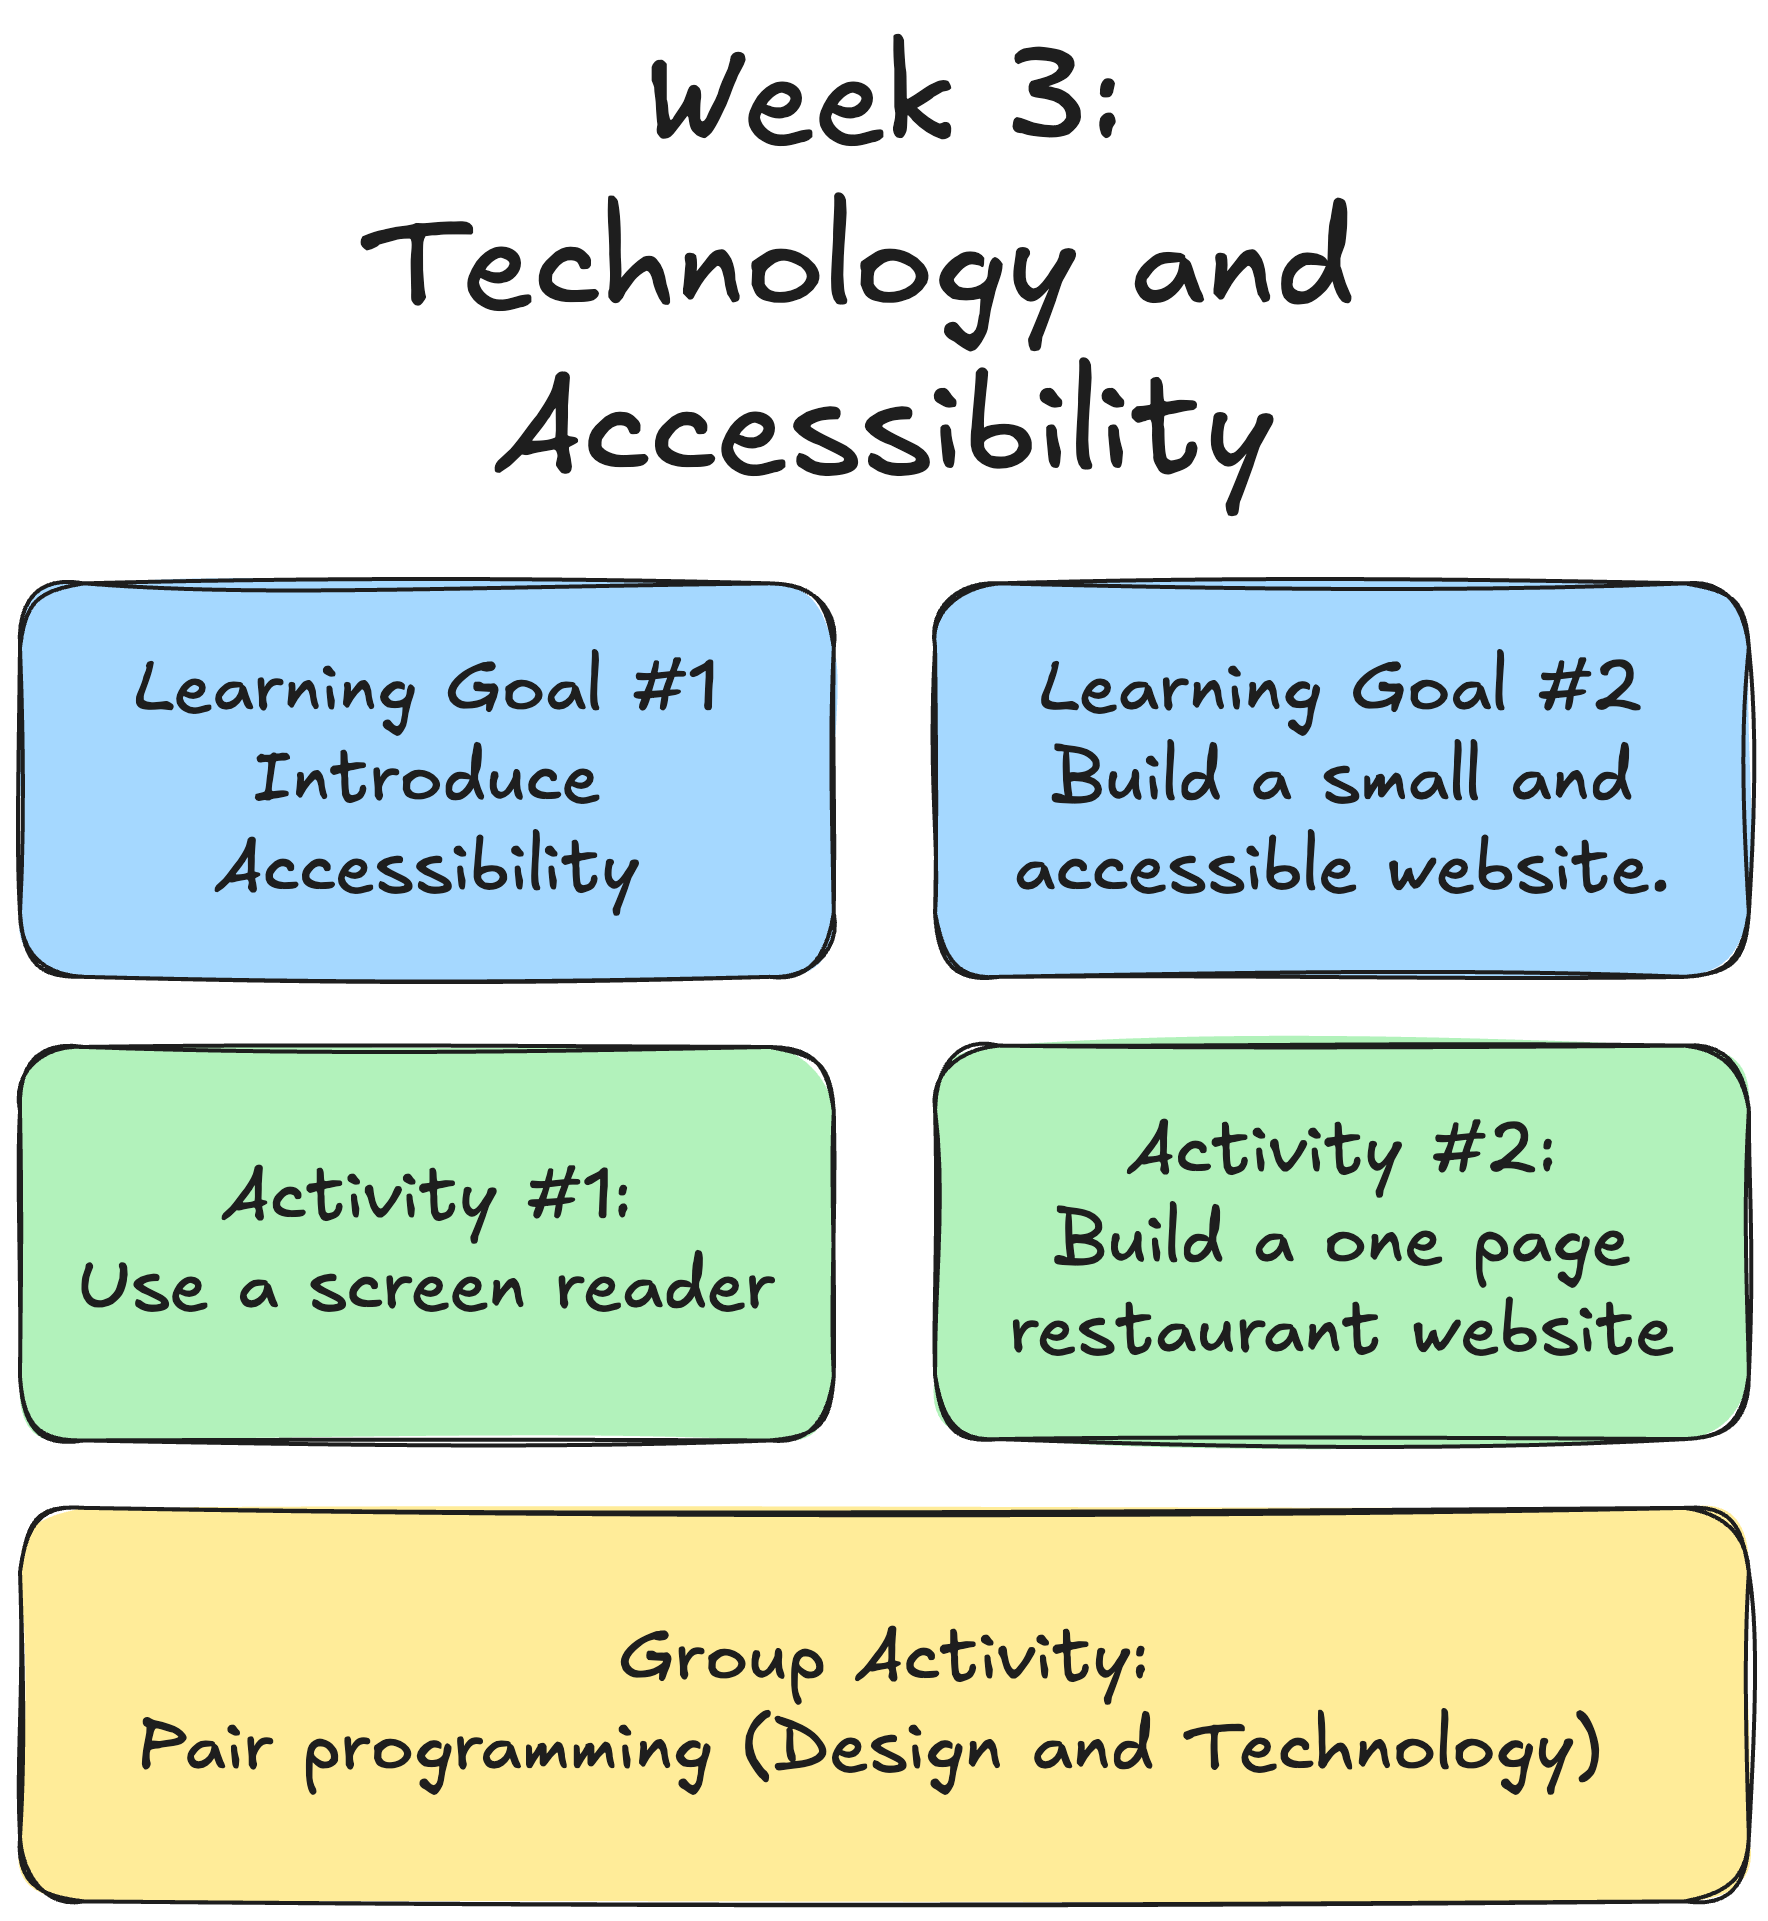 Week 3:
Technology and
Accessibility
Learning Goal #1
Introduce
Accessibility
Learning Goal #2
Build a small and
accessible website.
Activity #1:
Use a screen reader
Activity #2:
Build a one page
restaurant website
Group Activity:
Pair programming (Design and Technology)